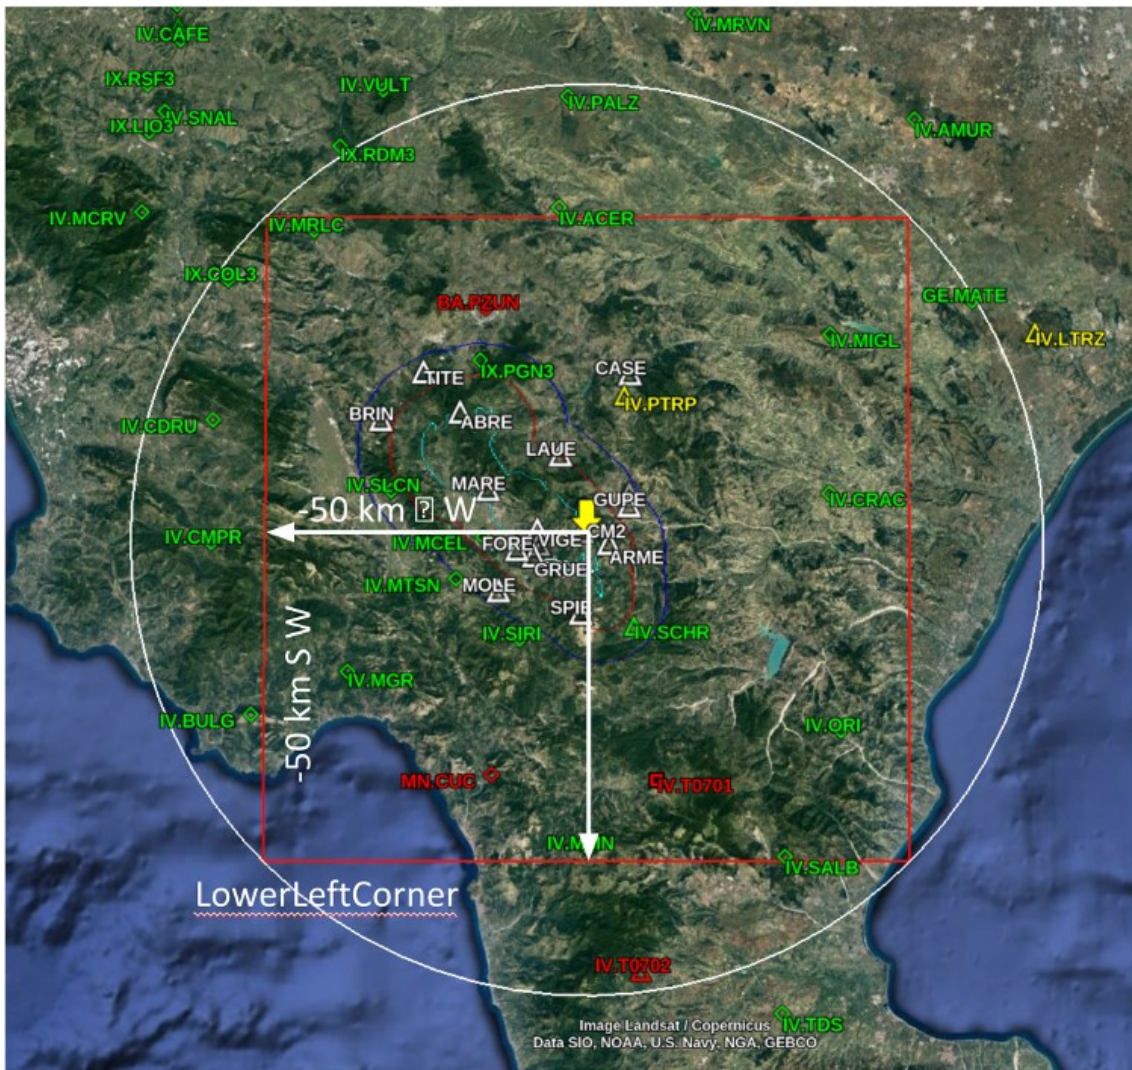 IV.CAFE
IV.MRVN
IX.RSF3
IV.VULT
IV.PALZ
IV.SNAL
IX.LIO3
IV.AMUR
IX.RDM3
IV.MCRV
IV.MRLC
IV.ACER
IX.COL3
BA.PZUN
GE.MATE
IV.MIGL
IV.LTRZ
TITE
IX.PGN3
CASE
IV.PTRP
BRIN
ABRE
IV.CDRU
LAUE
IV.SLCN
MARE
GUPE
IV.CRAC
-50 km ⍰ W
IV.CMPR
IV.MCEL
FORE
VIGE
CM2
ARME
GRUE
IV.MTSN
MOLE
SPIE
IV.SIRI
IV.SCHR
-50 km S W
IV.MGR
IV.BULG
IV.ORI
MN.CUC
IV.T0701
IV.SALB
LowerLeftCorner
IV.T0702
IV.TDS
Image Landsat / Copernicus
Data SIO, NOAA, U.S. Navy, NGA, GEBCO